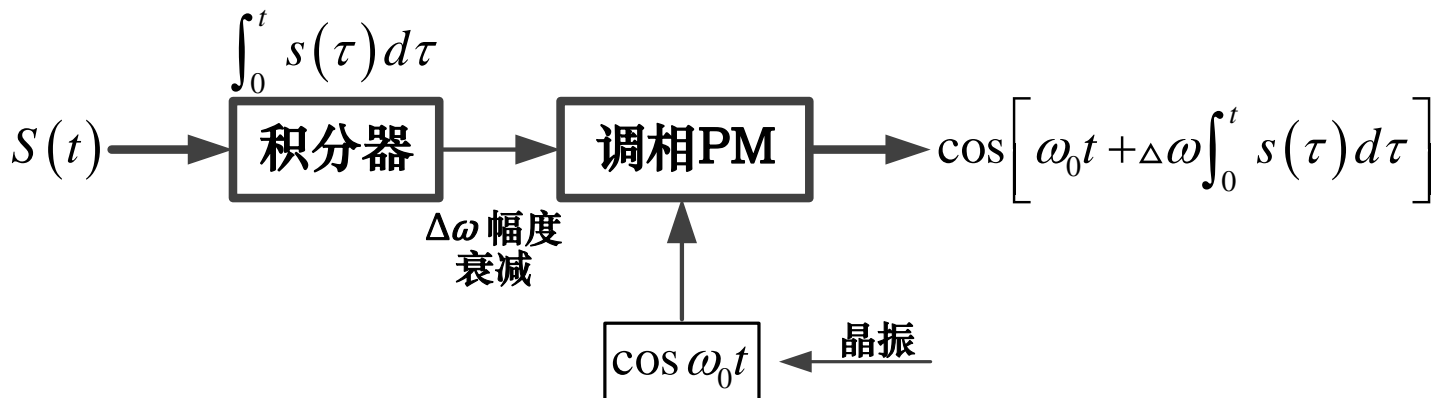 ∫₀ᵗ s(τ)dτ
S(t) 积分器 调相PM cos[ω₀t+△ω∫₀ᵗ s(τ)dτ]
Δω 幅度
衰减
cos ω₀t 晶振